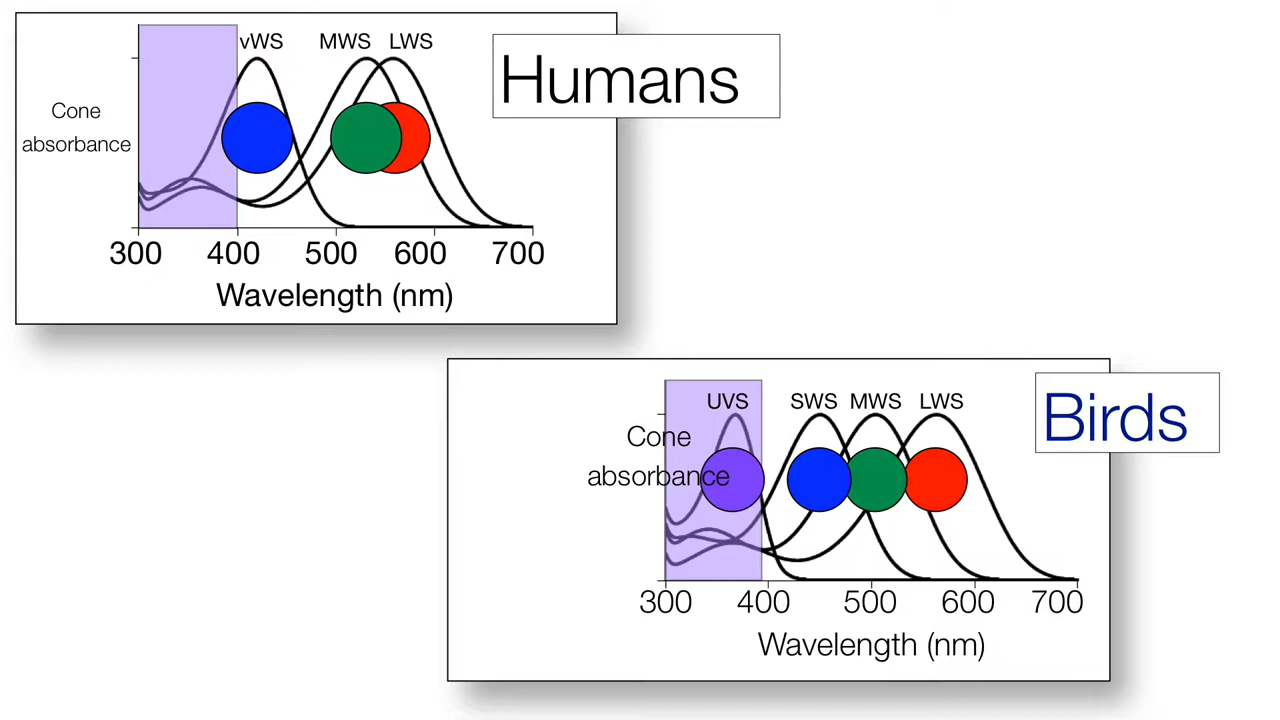 vWS MWS LWS
Humans
Cone
absorbance
300 400 500 600 700
Wavelength (nm)
Birds
UVS SWS MWS LWS
Cone
absorbance
300 400 500 600 700
Wavelength (nm)